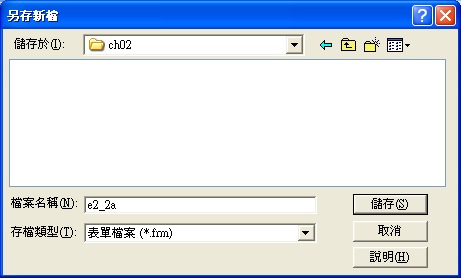 另存新檔
儲存於(I):
ch02
檔案名稱(N):
e2_2a
儲存(S)
存檔類型(T):
表單檔案 (*.frm)
取消
說明(H)